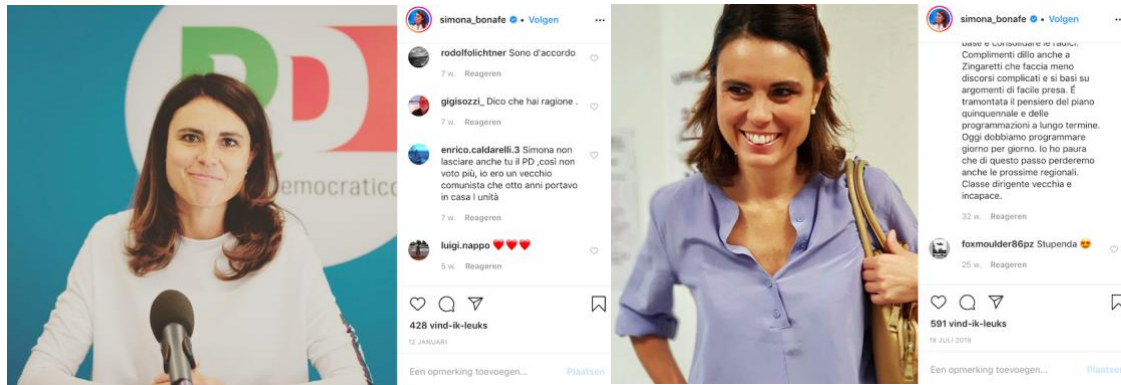 PD
emocratico
simona_bonafe • Volgen
rodolfolichtner Sono d'accordo
7 w. Reageren
gigisozzi_ Dico che hai ragione .
7 w. Reageren
enrico.caldarelli.3 Simona non
lasciare anche tu il PD ,così non
voto più, io ero un vecchio
comunista che otto anni portavo
in casa l unità
7 w. Reageren
luigi.nappo ❤️❤️❤️
5 w. Reageren
428 vind-ik-leuks
12 JANUARI
Een opmerking toevoegen... Plaatsen
simona_bonafe • Volgen
base e consolidare le radici.
Complimenti dillo anche a
Zingaretti che faccia meno
discorsi complicati e si basi su
argomenti di facile presa. É
tramontata il pensiero del piano
quinquennale e delle
programmazioni a lungo termine.
Oggi dobbiamo programmare
giorno per giorno. Io ho paura
che di questo passo perderemo
anche le prossime regionali.
Classe dirigente vecchia e
incapace.
32 w. Reageren
foxmoulder86pz Stupenda 😍
25 w. Reageren
591 vind-ik-leuks
19 JULI 2019
Een opmerking toevoegen... Plaatsen